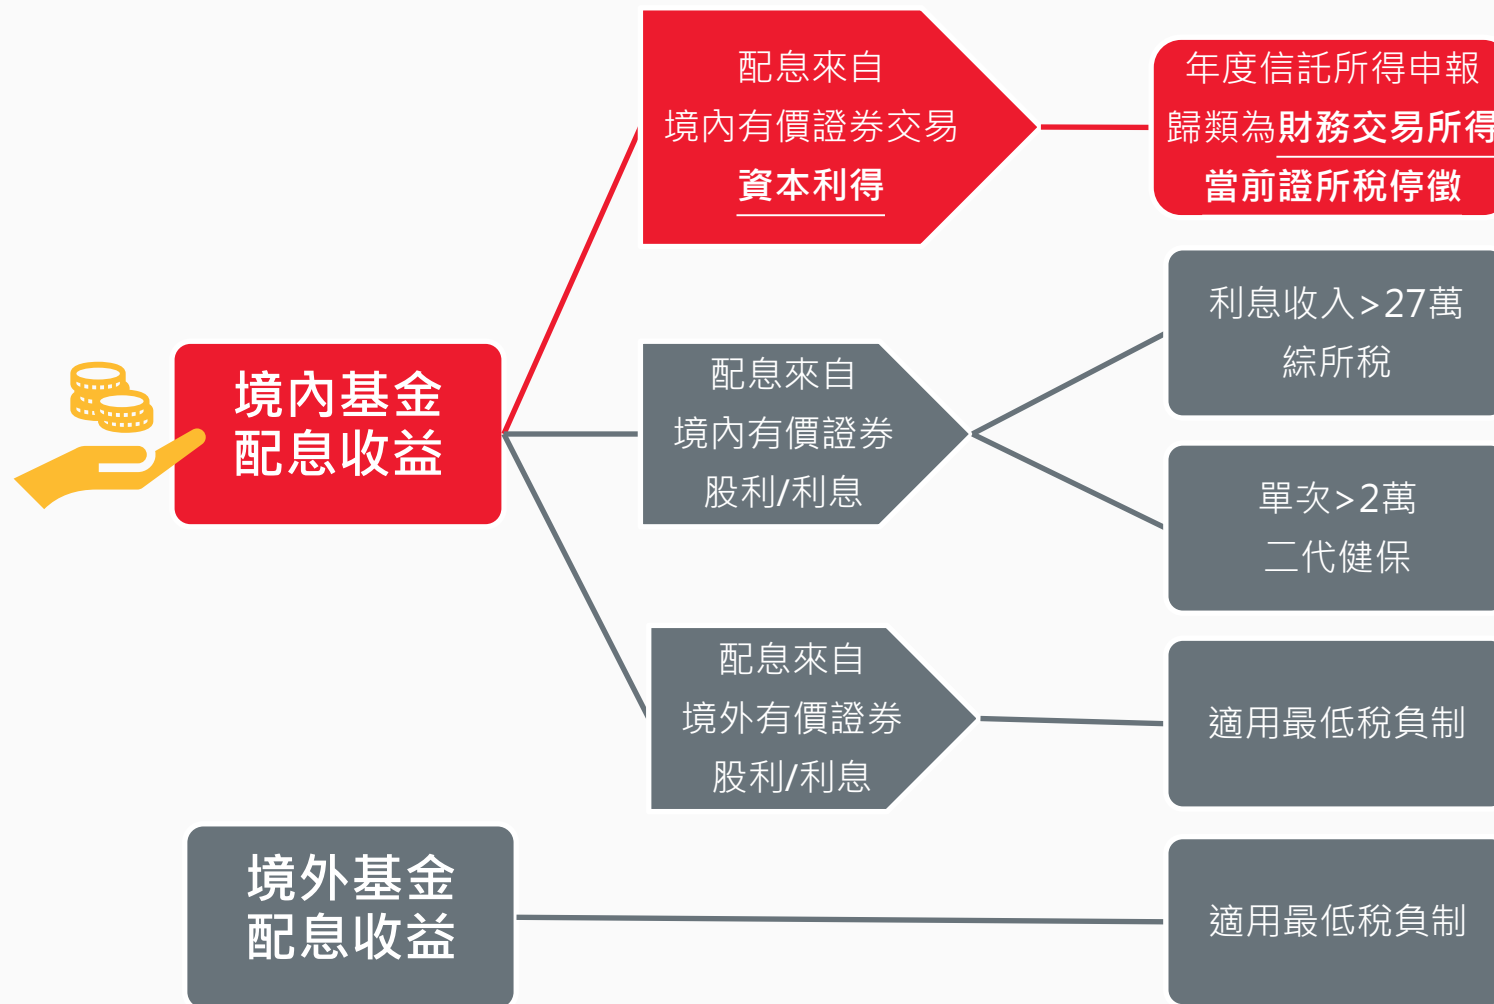 配息來自
境內有價證券交易
資本利得
年度信託所得申報
歸類為財務交易所得
當前證所稅停徵
境內基金
配息收益
配息來自
境內有價證券
股利/利息
利息收入>27萬
綜所稅
單次>2萬
二代健保
配息來自
境外有價證券
股利/利息
適用最低稅負制
境外基金
配息收益
適用最低稅負制